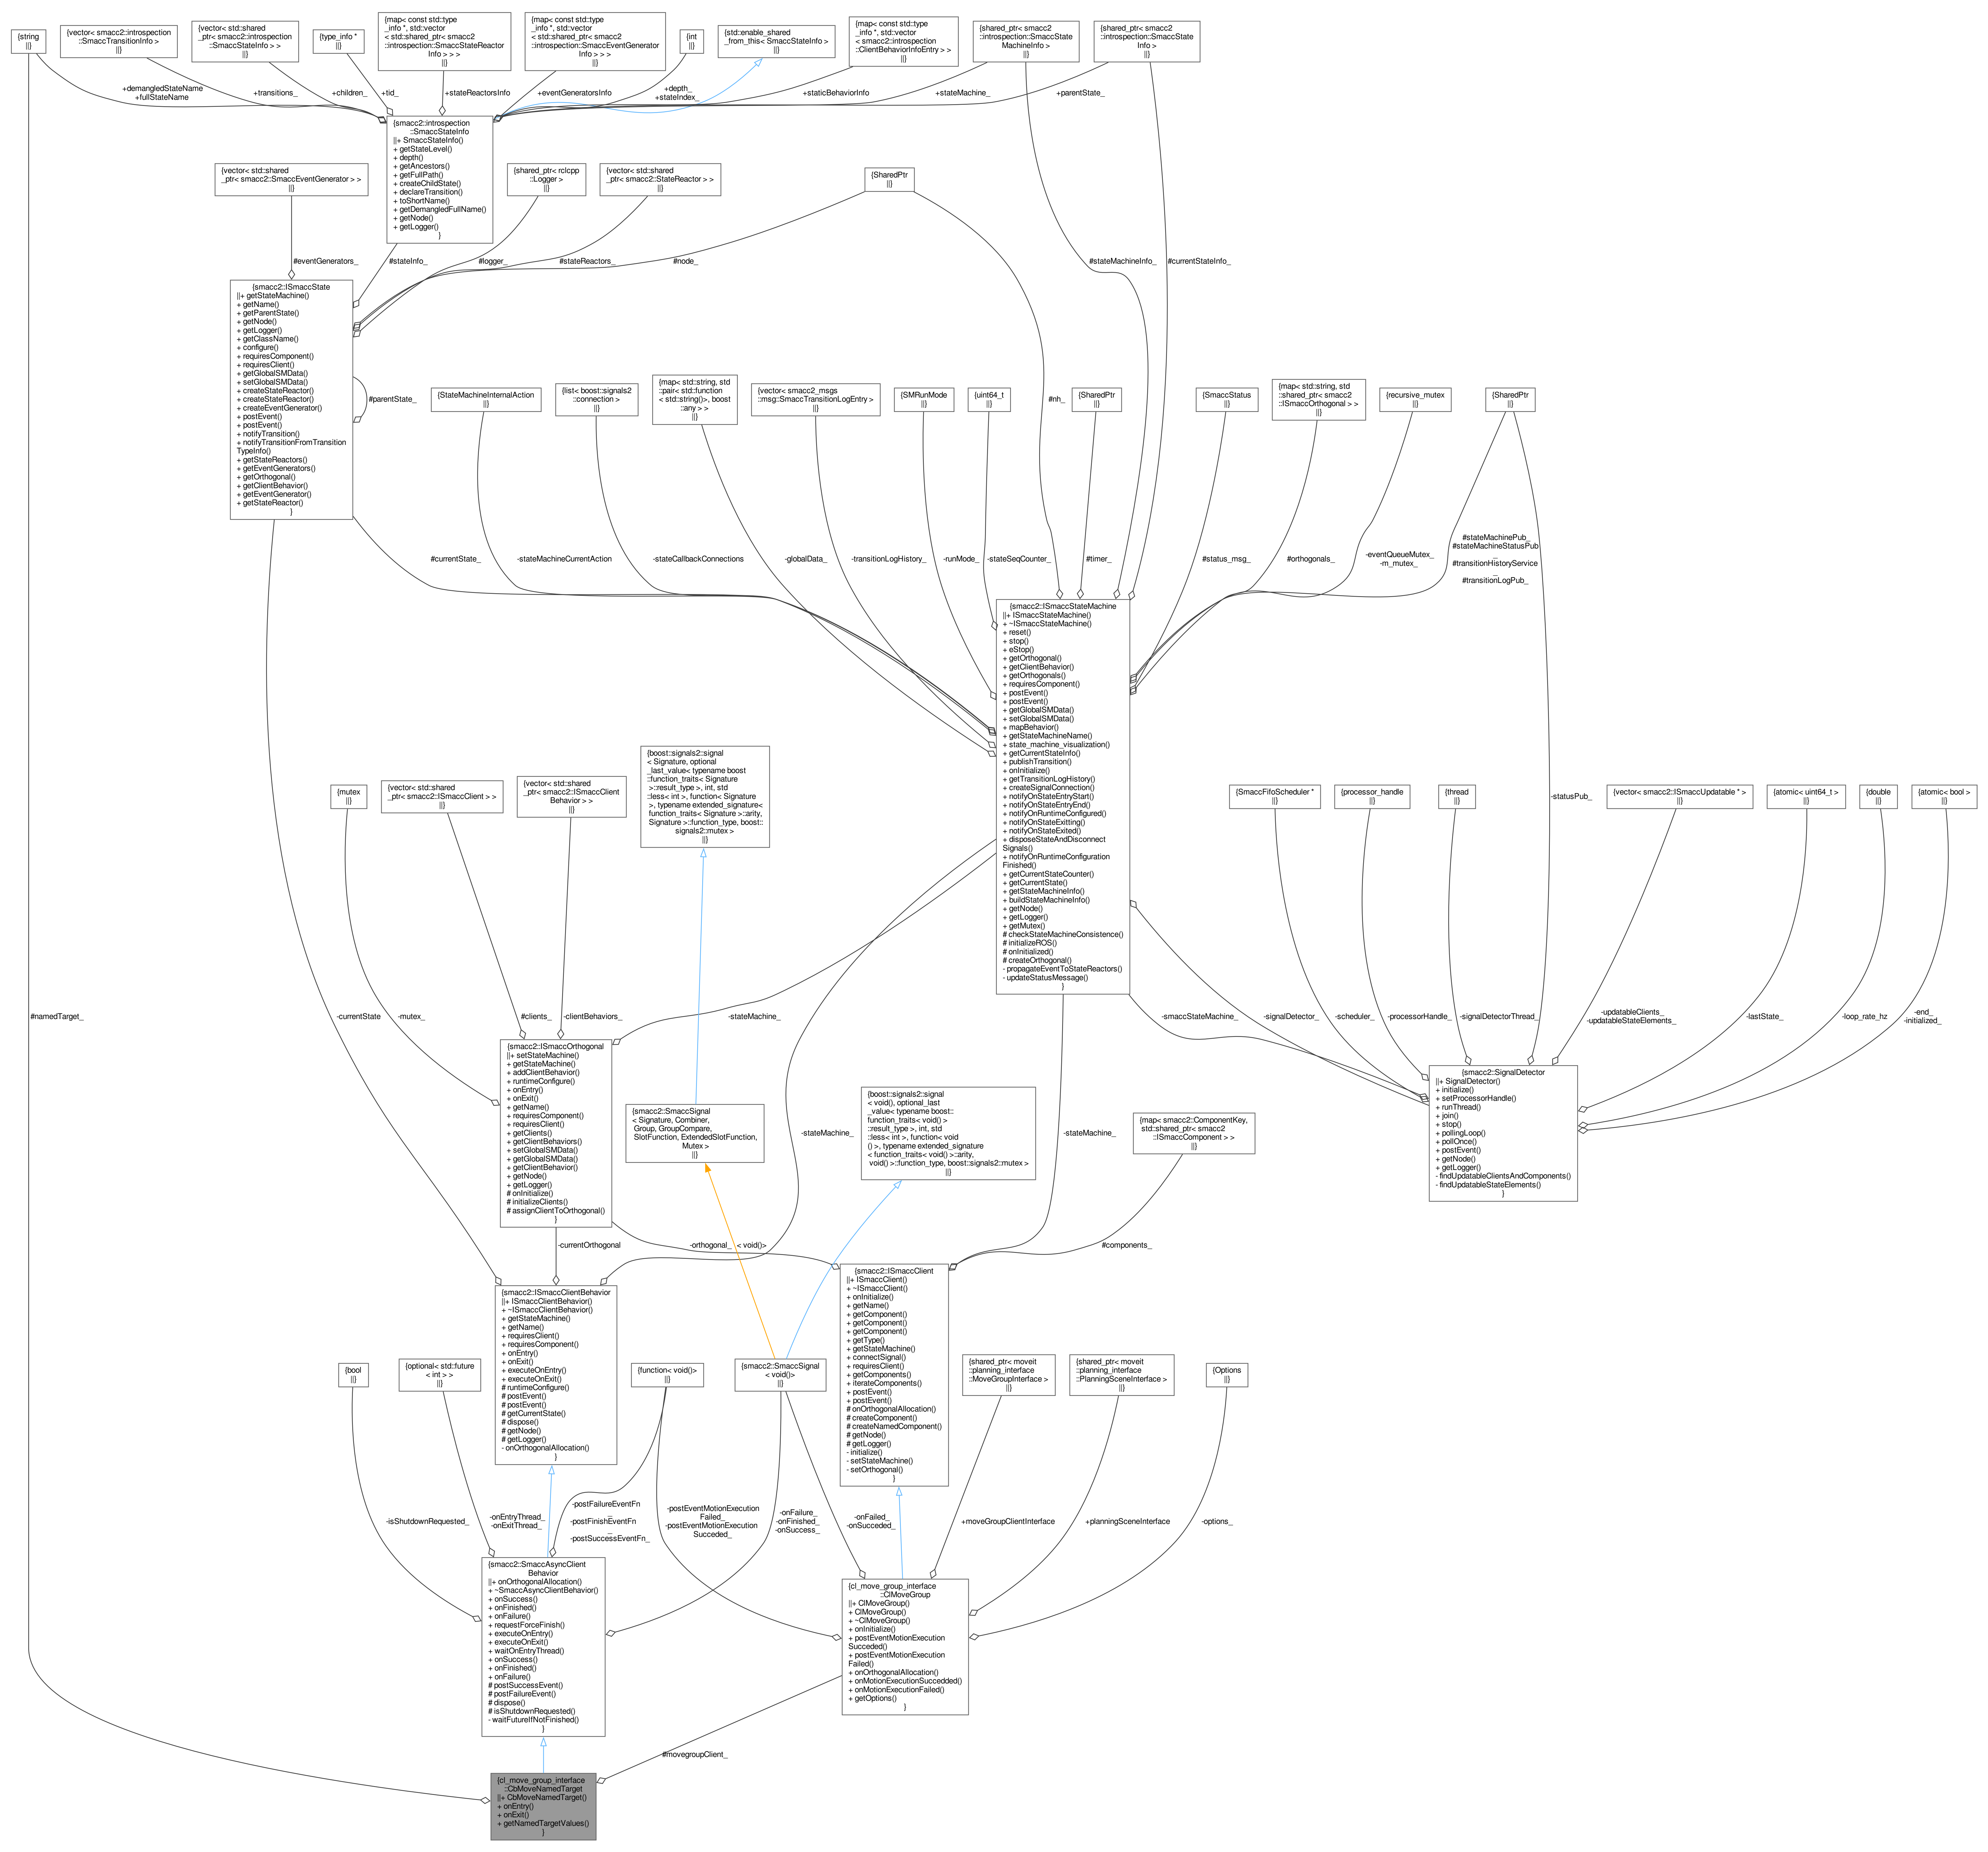 {string
||}
{vector< smacc2::introspection
::SmaccTransitionInfo >
||}
{vector< std::shared
_ptr< smacc2::introspection
::SmaccStateInfo > >
||}
{type_info *
||}
{map< const std::type
_info *, std::vector
< std::shared_ptr< smacc2
::introspection::SmaccStateReactor
Info > > >
||}
{map< const std::type
_info *, std::vector
< std::shared_ptr< smacc2
::introspection::SmaccEventGenerator
Info > > >
||}
{int
||}
{std::enable_shared
_from_this< SmaccStateInfo >
||}
{map< const std::type
_info *, std::vector
< smacc2::introspection
::ClientBehaviorInfoEntry > >
||}
{shared_ptr< smacc2
::introspection::SmaccState
MachineInfo >
||}
{shared_ptr< smacc2
::introspection::SmaccState
Info >
||}
+demangledStateName
+fullStateName
+transitions_
+children_
+tid_
+stateReactorsInfo
+eventGeneratorsInfo
+depth_
+stateIndex_
+staticBehaviorInfo
+stateMachine_
+parentState_
{smacc2::introspection
::SmaccStateInfo
||+ SmaccStateInfo()
+ getStateLevel()
+ depth()
+ getAncestors()
+ getFullPath()
+ createChildState()
+ declareTransition()
+ toShortName()
+ getDemangledFullName()
+ getNode()
+ getLogger()
}
{vector< std::shared
_ptr< smacc2::SmaccEventGenerator > >
||}
{shared_ptr< rclcpp
::Logger >
||}
{vector< std::shared
_ptr< smacc2::StateReactor > >
||}
{SharedPtr
||}
#eventGenerators_
#stateInfo_
#logger_
#stateReactors_
#node_
#stateMachineInfo_
#currentStateInfo_
{smacc2::ISmaccState
||+ getStateMachine()
+ getName()
+ getParentState()
+ getNode()
+ getLogger()
+ getClassName()
+ configure()
+ requiresComponent()
+ requiresClient()
+ getGlobalSMData()
+ setGlobalSMData()
+ createStateReactor()
+ createStateReactor()
+ createEventGenerator()
+ postEvent()
+ postEvent()
+ notifyTransition()
+ notifyTransitionFromTransition
TypeInfo()
+ getStateReactors()
+ getEventGenerators()
+ getOrthogonal()
+ getClientBehavior()
+ getEventGenerator()
+ getStateReactor()
}
#parentState_
{StateMachineInternalAction
||}
{list< boost::signals2
::connection >
||}
{map< std::string, std
::pair< std::function
< std::string()>, boost
::any > >
||}
{vector< smacc2_msgs
::msg::SmaccTransitionLogEntry >
||}
{SMRunMode
||}
{uint64_t
||}
#nh_
{SharedPtr
||}
{SmaccStatus
||}
{map< std::string, std
::shared_ptr< smacc2
::ISmaccOrthogonal > >
||}
{recursive_mutex
||}
{SharedPtr
||}
#currentState_
-stateMachineCurrentAction
-stateCallbackConnections
-globalData_
-transitionLogHistory_
-runMode_
-stateSeqCounter_
#timer_
#status_msg_
#orthogonals_
-eventQueueMutex_
-m_mutex_
#stateMachinePub_
#stateMachineStatusPub
_
#transitionHistoryService
_
#transitionLogPub_
{smacc2::ISmaccStateMachine
||+ ISmaccStateMachine()
+ ~ISmaccStateMachine()
+ reset()
+ stop()
+ eStop()
+ getOrthogonal()
+ getClientBehavior()
+ getOrthogonals()
+ requiresComponent()
+ postEvent()
+ postEvent()
+ getGlobalSMData()
+ setGlobalSMData()
+ mapBehavior()
+ getStateMachineName()
+ state_machine_visualization()
+ getCurrentStateInfo()
+ publishTransition()
+ onInitialize()
+ getTransitionLogHistory()
+ createSignalConnection()
+ notifyOnStateEntryStart()
+ notifyOnStateEntryEnd()
+ notifyOnRuntimeConfigured()
+ notifyOnStateExitting()
+ notifyOnStateExited()
+ disposeStateAndDisconnect
Signals()
+ notifyOnRuntimeConfiguration
Finished()
+ getCurrentStateCounter()
+ getCurrentState()
+ getStateMachineInfo()
+ buildStateMachineInfo()
+ getNode()
+ getLogger()
+ getMutex()
# checkStateMachineConsistence()
# initializeROS()
# onInitialized()
# createOrthogonal()
- propagateEventToStateReactors()
- updateStatusMessage()
}
{boost::signals2::signal
< Signature, optional
_last_value< typename boost
::function_traits< Signature
>::result_type >, int, std
::less< int >, function< Signature
>, typename extended_signature<
function_traits< Signature >::arity,
Signature >::function_type, boost::
signals2::mutex >
||}
{mutex
||}
{vector< std::shared
_ptr< smacc2::ISmaccClient > >
||}
{vector< std::shared
_ptr< smacc2::ISmaccClient
Behavior > >
||}
{SmaccFifoScheduler *
||}
{processor_handle
||}
{thread
||}
-statusPub_
{vector< smacc2::ISmaccUpdatable * >
||}
{atomic< uint64_t >
||}
{double
||}
{atomic< bool >
||}
#namedTarget_
-currentState
-mutex_
#clients_
-clientBehaviors_
-stateMachine_
-smaccStateMachine_
-signalDetector_
-scheduler_
-processorHandle_
-signalDetectorThread_
-updatableClients_
-updatableStateElements_
-lastState_
-loop_rate_hz
-end_
-initialized_
{smacc2::ISmaccOrthogonal
||+ setStateMachine()
+ getStateMachine()
+ addClientBehavior()
+ runtimeConfigure()
+ onEntry()
+ onExit()
+ getName()
+ requiresComponent()
+ requiresClient()
+ getClients()
+ getClientBehaviors()
+ setGlobalSMData()
+ getGlobalSMData()
+ getClientBehavior()
+ getNode()
+ getLogger()
# onInitialize()
# initializeClients()
# assignClientToOrthogonal()
}
{smacc2::SmaccSignal
< Signature, Combiner,
Group, GroupCompare,
SlotFunction, ExtendedSlotFunction,
Mutex >
||}
-stateMachine_
{boost::signals2::signal
< void(), optional_last
_value< typename boost::
function_traits< void() >
::result_type >, int, std
::less< int >, function< void
() >, typename extended_signature
< function_traits< void() >::arity,
void() >::function_type, boost::signals2::mutex >
||}
-stateMachine_
{map< smacc2::ComponentKey,
std::shared_ptr< smacc2
::ISmaccComponent > >
||}
{smacc2::SignalDetector
||+ SignalDetector()
+ initialize()
+ setProcessorHandle()
+ runThread()
+ join()
+ stop()
+ pollingLoop()
+ pollOnce()
+ postEvent()
+ getNode()
+ getLogger()
- findUpdatableClientsAndComponents()
- findUpdatableStateElements()
}
-currentOrthogonal
-orthogonal_
< void()>
#components_
{smacc2::ISmaccClientBehavior
||+ ISmaccClientBehavior()
+ ~ISmaccClientBehavior()
+ getStateMachine()
+ getName()
+ requiresClient()
+ requiresComponent()
+ onEntry()
+ onExit()
+ executeOnEntry()
+ executeOnExit()
# runtimeConfigure()
# postEvent()
# postEvent()
# getCurrentState()
# dispose()
# getNode()
# getLogger()
- onOrthogonalAllocation()
}
{smacc2::ISmaccClient
||+ ISmaccClient()
+ ~ISmaccClient()
+ onInitialize()
+ getName()
+ getComponent()
+ getComponent()
+ getComponent()
+ getType()
+ getStateMachine()
+ connectSignal()
+ requiresClient()
+ getComponents()
+ iterateComponents()
+ postEvent()
+ postEvent()
# onOrthogonalAllocation()
# createComponent()
# createNamedComponent()
# getNode()
# getLogger()
- initialize()
- setStateMachine()
- setOrthogonal()
}
{bool
||}
{optional< std::future
< int > >
||}
{function< void()>
||}
{smacc2::SmaccSignal
< void()>
||}
{shared_ptr< moveit
::planning_interface
::MoveGroupInterface >
||}
{shared_ptr< moveit
::planning_interface
::PlanningSceneInterface >
||}
{Options
||}
-isShutdownRequested_
-onEntryThread_
-onExitThread_
-postFailureEventFn
_
-postFinishEventFn
_
-postSuccessEventFn_
-postEventMotionExecution
Failed_
-postEventMotionExecution
Succeded_
-onFailure_
-onFinished_
-onSuccess_
-onFailed_
-onSucceded_
+moveGroupClientInterface
+planningSceneInterface
-options_
{smacc2::SmaccAsyncClient
Behavior
||+ onOrthogonalAllocation()
+ ~SmaccAsyncClientBehavior()
+ onSuccess()
+ onFinished()
+ onFailure()
+ requestForceFinish()
+ executeOnEntry()
+ executeOnExit()
+ waitOnEntryThread()
+ onSuccess()
+ onFinished()
+ onFailure()
# postSuccessEvent()
# postFailureEvent()
# dispose()
# isShutdownRequested()
- waitFutureIfNotFinished()
}
{cl_move_group_interface
::ClMoveGroup
||+ ClMoveGroup()
+ ClMoveGroup()
+ ~ClMoveGroup()
+ onInitialize()
+ postEventMotionExecution
Succeded()
+ postEventMotionExecution
Failed()
+ onOrthogonalAllocation()
+ onMotionExecutionSuccedded()
+ onMotionExecutionFailed()
+ getOptions()
}
#movegroupClient_
{cl_move_group_interface
::CbMoveNamedTarget
||+ CbMoveNamedTarget()
+ onEntry()
+ onExit()
+ getNamedTargetValues()
}